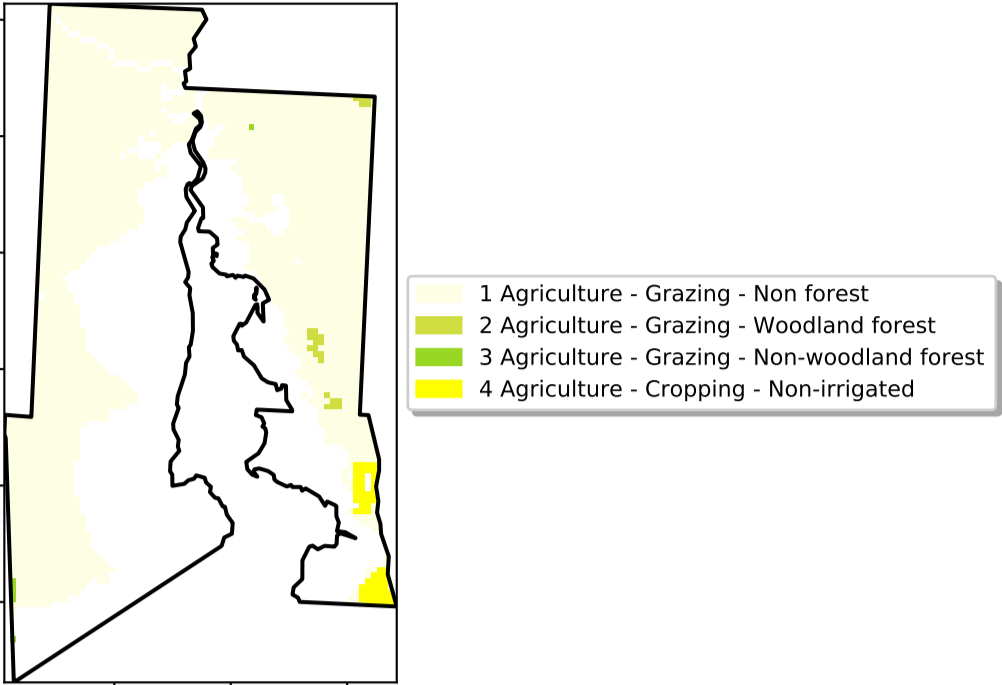 1 Agriculture - Grazing - Non forest
2 Agriculture - Grazing - Woodland forest
3 Agriculture - Grazing - Non-woodland forest
4 Agriculture - Cropping - Non-irrigated